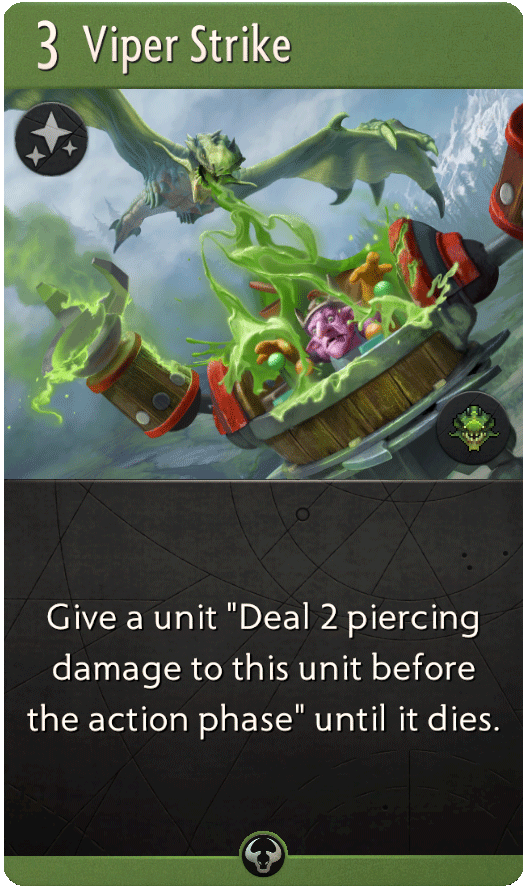 3 Viper Strike
Give a unit "Deal 2 piercing
damage to this unit before
the action phase" until it dies.